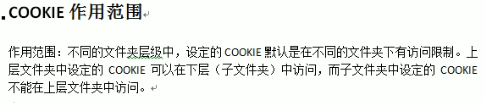 COOKIE 作用范围
作用范围：不同的文件夹层级中，设定的 COOKIE 默认是在不同的文件夹下有访问限制。上
层文件夹中设定的 COOKIE 可以在下层（子文件夹）中访问，而子文件夹中设定的 COOKIE
不能在上层文件夹中访问。